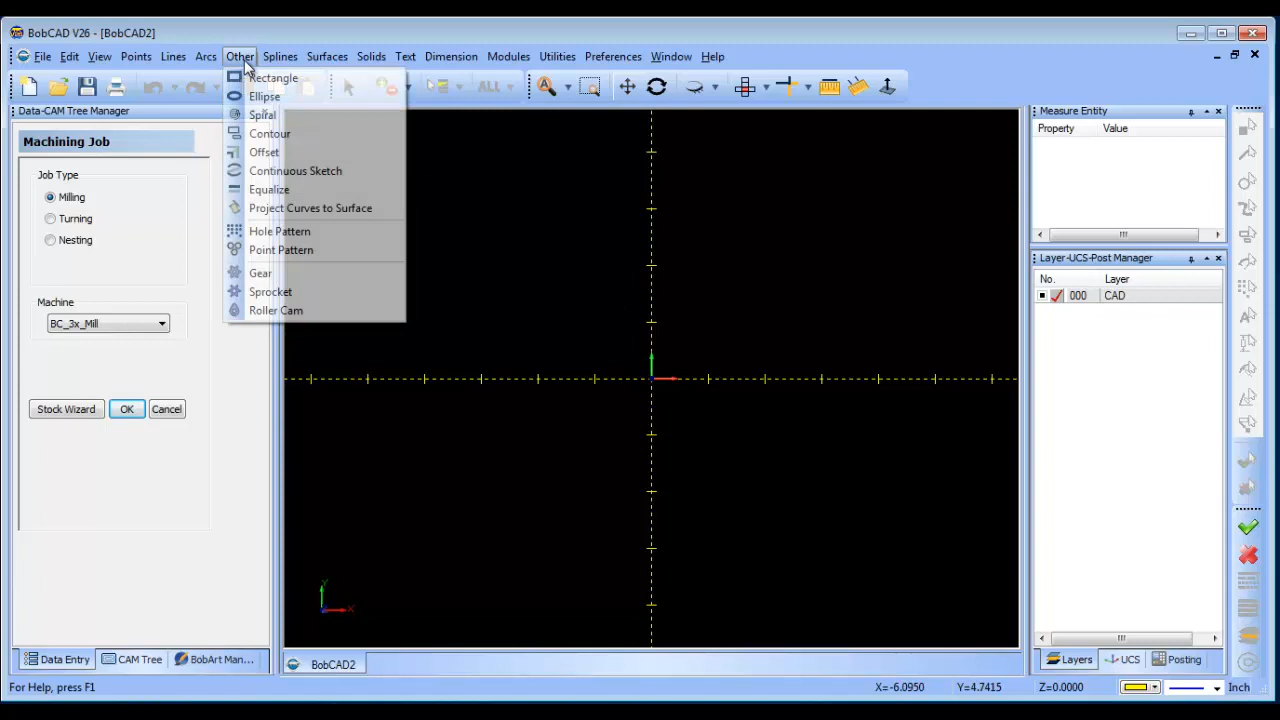 BobCAD V26 - [BobCAD2]
File Edit View Points Lines Arcs Other Splines Surfaces Solids Text Dimension Modules Utilities Preferences Window Help
ALL
Data-CAM Tree Manager
Machining Job
Job Type
Milling
Turning
Nesting
Machine
BC_3x_Mill
Stock Wizard OK Cancel
Data Entry CAM Tree BobArt Man...
Rectangle
Ellipse
Spiral
Contour
Offset
Continuous Sketch
Equalize
Project Curves to Surface
Hole Pattern
Point Pattern
Gear
Sprocket
Roller Cam
Y
X
BobCAD2
Measure Entity
Property Value
Layer-UCS-Post Manager
No. Layer
000 CAD
Layers UCS Posting
For Help, press F1
X=-6.0950 Y=4.7415 Z=0.0000 Inch